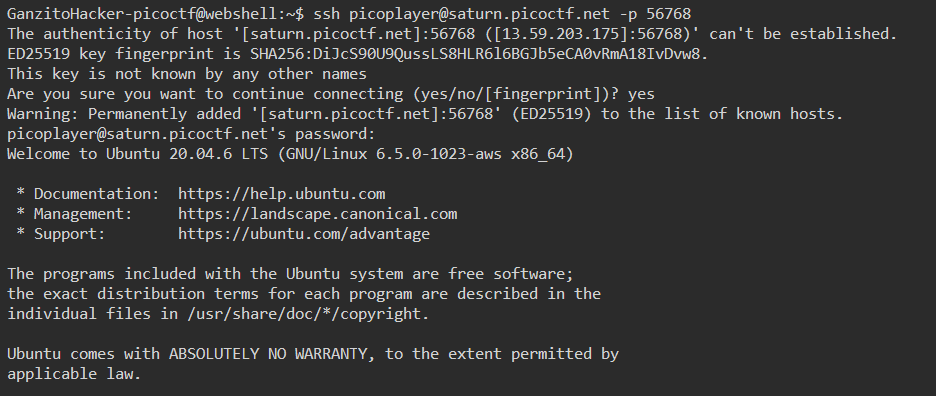 GanzitoHacker-picoctf@webshell:~$ ssh picoplayer@saturn.picoctf.net -p 56768
The authenticity of host '[saturn.picoctf.net]:56768 ([13.59.203.175]:56768)' can't be established.
ED25519 key fingerprint is SHA256:DiJcS90U9QussLS8HLR6l6BGJb5eCA0vRmA18IvDvw8.
This key is not known by any other names
Are you sure you want to continue connecting (yes/no/[fingerprint])? yes
Warning: Permanently added '[saturn.picoctf.net]:56768' (ED25519) to the list of known hosts.
picoplayer@saturn.picoctf.net's password:
Welcome to Ubuntu 20.04.6 LTS (GNU/Linux 6.5.0-1023-aws x86_64)
* Documentation:  https://help.ubuntu.com
* Management:     https://landscape.canonical.com
* Support:        https://ubuntu.com/advantage
The programs included with the Ubuntu system are free software;
the exact distribution terms for each program are described in the
individual files in /usr/share/doc/*/copyright.
Ubuntu comes with ABSOLUTELY NO WARRANTY, to the extent permitted by
applicable law.